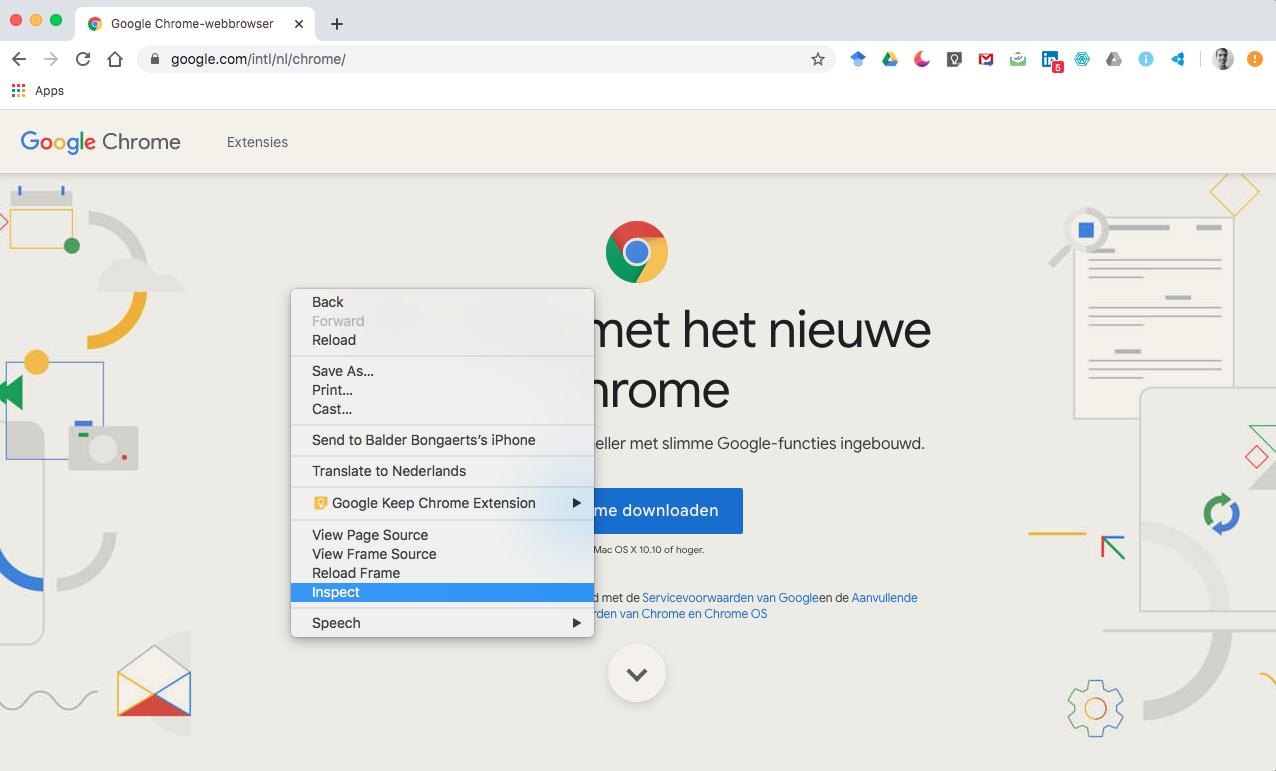 Google Chrome-webbrowser
google.com/intl/nl/chrome/
5
Apps
Google Chrome
Extensies
met het nieuwe
rome
Back
Forward
Reload
Save As...
Print...
Cast...
Send to Balder Bongaerts's iPhone
Translate to Nederlands
Google Keep Chrome Extension
View Page Source
View Frame Source
Reload Frame
Inspect
Speech
eller met slimme Google-functies ingebouwd.
me downloaden
Mac OS X 10.10 of hoger.
d met de Servicevoorwaarden van Googleen de Aanvullende
rden van Chrome en Chrome OS